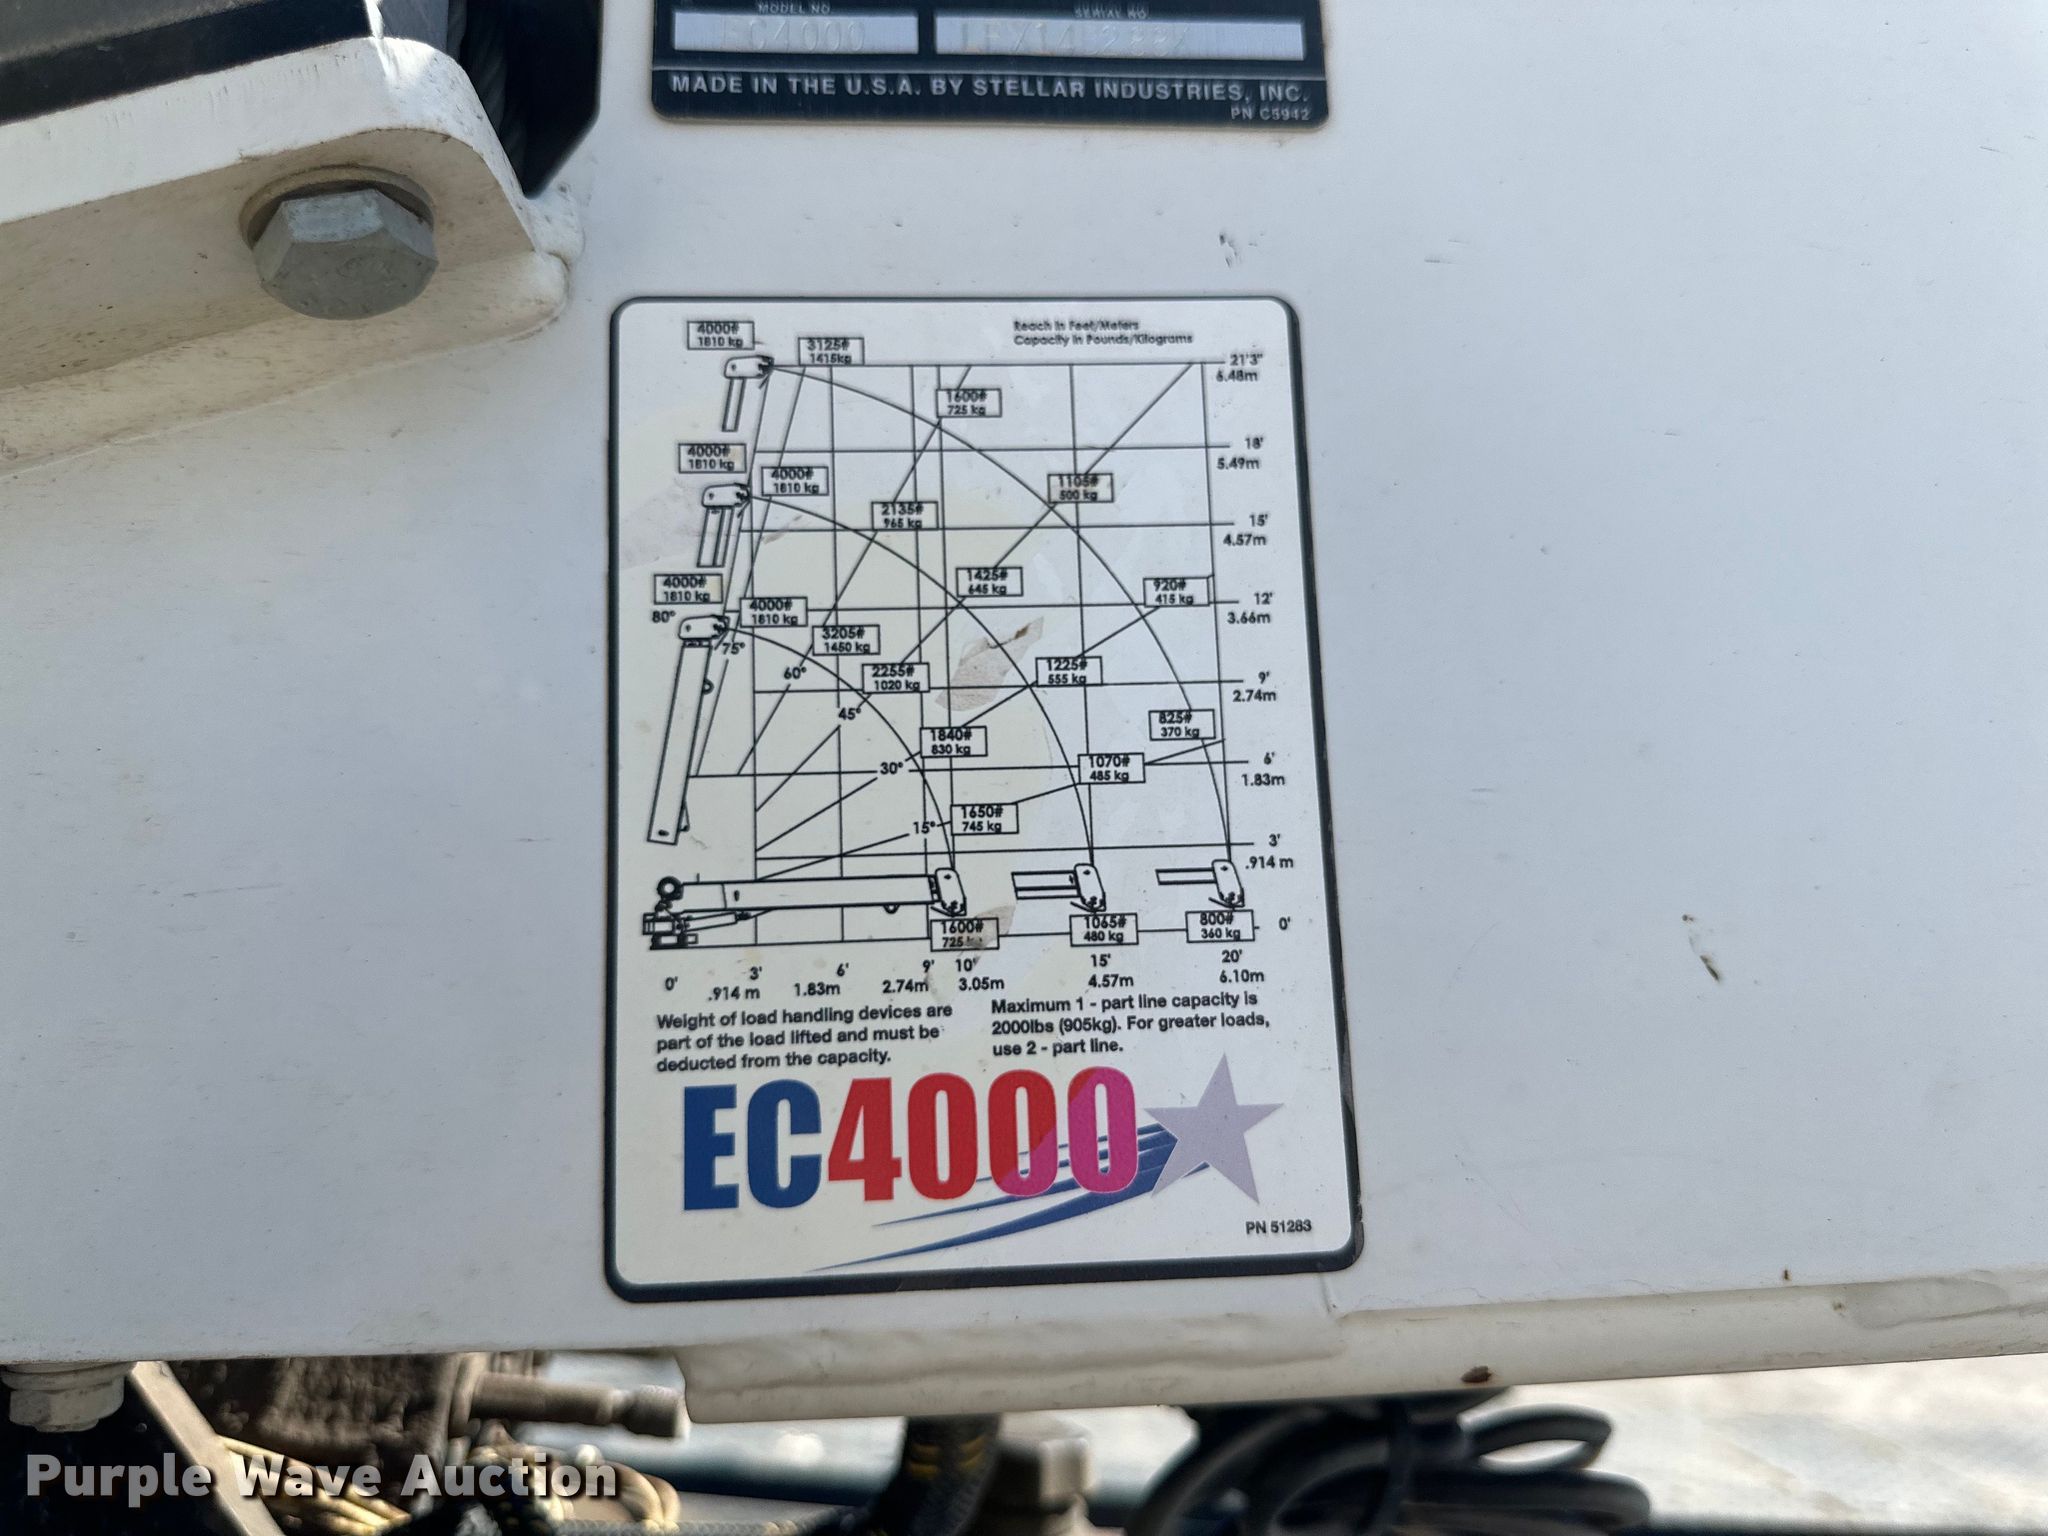 MODEL NO.
SERIAL NO
EC4000
MADE IN THE U.S.A. BY STELLAR INDUSTRIES, INC.
PN C5942
Reach in Feet/Meters
Capacity in Pounds/Kilograms
4000#
1810 kg
3125#
1415kg
21'3"
6.48m
1600#
725 kg
18'
5.49m
4000#
1810 kg
4000#
1810 kg
1105#
500 kg
2135#
965 kg
15'
4.57m
1425#
645 kg
920#
415 kg
4000#
1810 kg
80°
4000#
1810 kg
12'
3.66m
3205#
1450 kg
75°
60°
2255#
1020 kg
1225#
555 kg
9'
2.74m
45°
825#
370 kg
1840#
830 kg
30°
1070#
485 kg
6'
1.83m
15°
1650#
745 kg
3'
.914 m
1600#
725 kg
1065#
480 kg
800#
360 kg
0'
0'
3'
.914 m
6'
1.83m
9'
2.74m
10'
3.05m
15'
4.57m
20'
6.10m
Weight of load handling devices are
part of the load lifted and must be
deducted from the capacity.
Maximum 1 - part line capacity is
2000lbs (905kg). For greater loads,
use 2 - part line.
EC4000
PN 51283
Purple Wave Auction